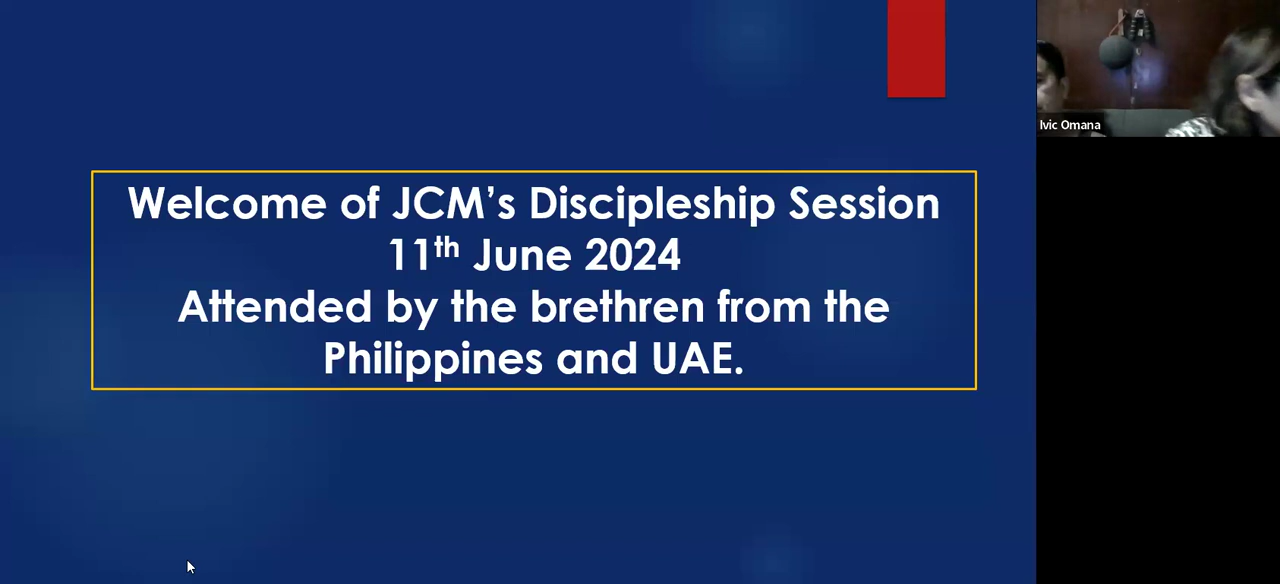 Welcome of JCM’s Discipleship Session
11th June 2024
Attended by the brethren from the
Philippines and UAE.
Ivic Omana